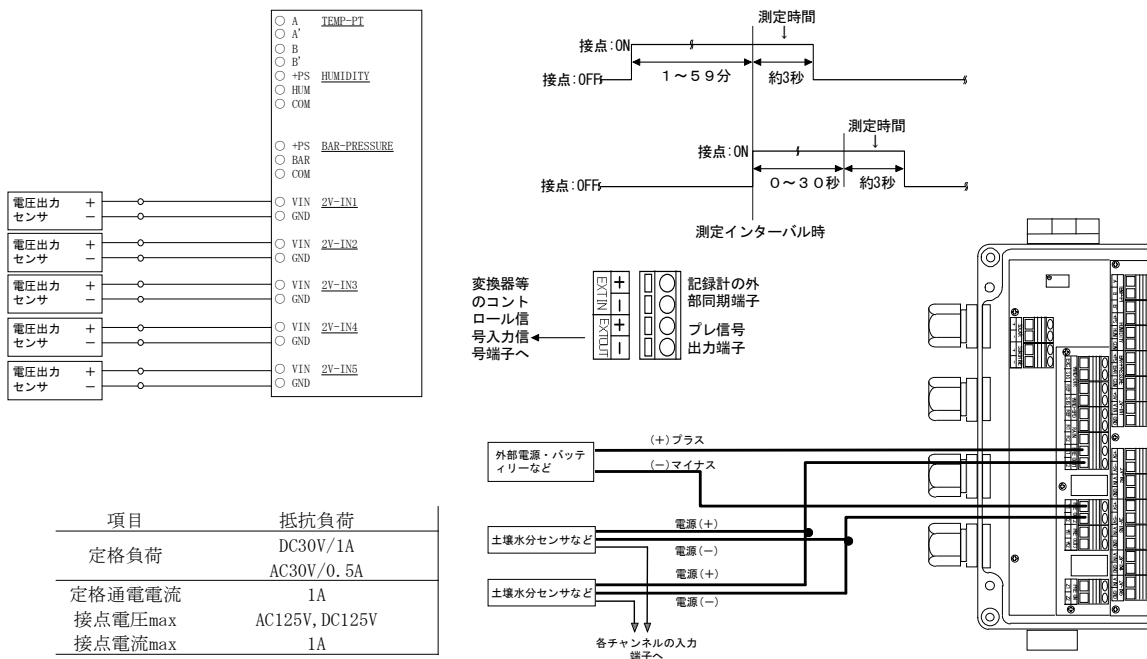 A TEMP-PT
A'
B
B'
+PS HUMIDITY
HUM
COM
+PS BAR-PRESSURE
BAR
COM
電圧出力 + VIN 2V-IN1
センサ － GND
電圧出力 + VIN 2V-IN2
センサ － GND
電圧出力 + VIN 2V-IN3
センサ － GND
電圧出力 + VIN 2V-IN4
センサ － GND
電圧出力 + VIN 2V-IN5
センサ － GND
測定時間
↓
接点:ON
接点:OFF
1～59分
約3秒
測定時間
↓
接点:ON
接点:OFF
0～30秒
約3秒
測定インターバル時
変換器等
のコント
ロール信
号入力信
号端子へ
EXT IN + －
EXTOUT + －
記録計の外
部同期端子
プレ信号
出力端子
外部電源・バッテ
ィリーなど
(+)プラス
(－)マイナス
土壌水分センサなど
電源(+)
電源(－)
土壌水分センサなど
電源(+)
電源(－)
各チャンネルの入力
端子へ
項目 抵抗負荷
定格負荷 DC30V/1A
AC30V/0.5A
定格通電電流 1A
接点電圧max AC125V,DC125V
接点電流max 1A